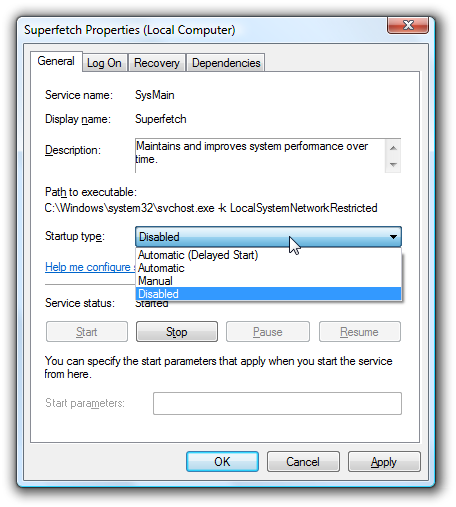 Superfetch Properties (Local Computer)
General Log On Recovery Dependencies
Service name: SysMain
Display name: Superfetch
Description: Maintains and improves system performance over
time.
Path to executable:
C:\Windows\system32\svchost.exe -k LocalSystemNetworkRestricted
Startup type: Disabled
Automatic (Delayed Start)
Automatic
Help me configure
Manual
Disabled
Service status: Started
Start Stop Pause Resume
You can specify the start parameters that apply when you start the service
from here.
Start parameters:
OK Cancel Apply